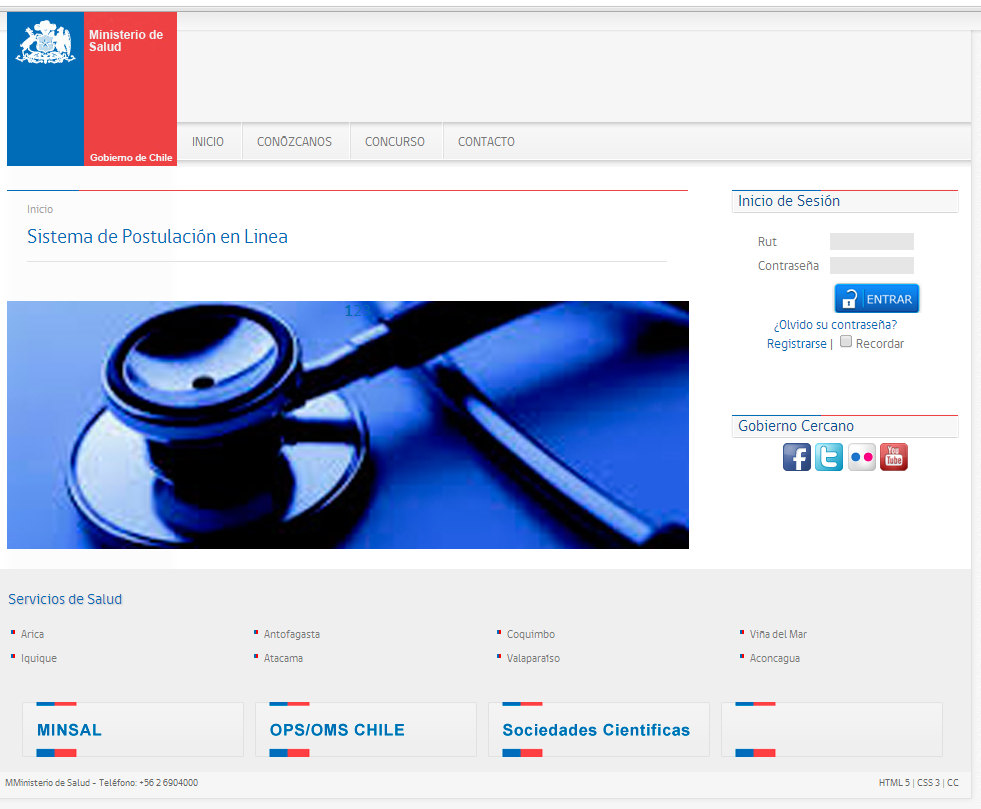 Ministerio de
Salud
Gobierno de Chile
INICIO
CONÓZCANOS
CONCURSO
CONTACTO
Inicio
Sistema de Postulación en Linea
12
Inicio de Sesión
Rut
Contraseña
ENTRAR
¿Olvido su contraseña?
Registrarse | Recordar
Gobierno Cercano
You
Tube
Servicios de Salud
Arica
Antofagasta
Coquimbo
Viña del Mar
Iquique
Atacama
Valparaíso
Aconcagua
MINSAL
OPS/OMS CHILE
Sociedades Cientificas
MMinisterio de Salud - Teléfono: +56 2 6904000
HTML 5 | CSS 3 | CC